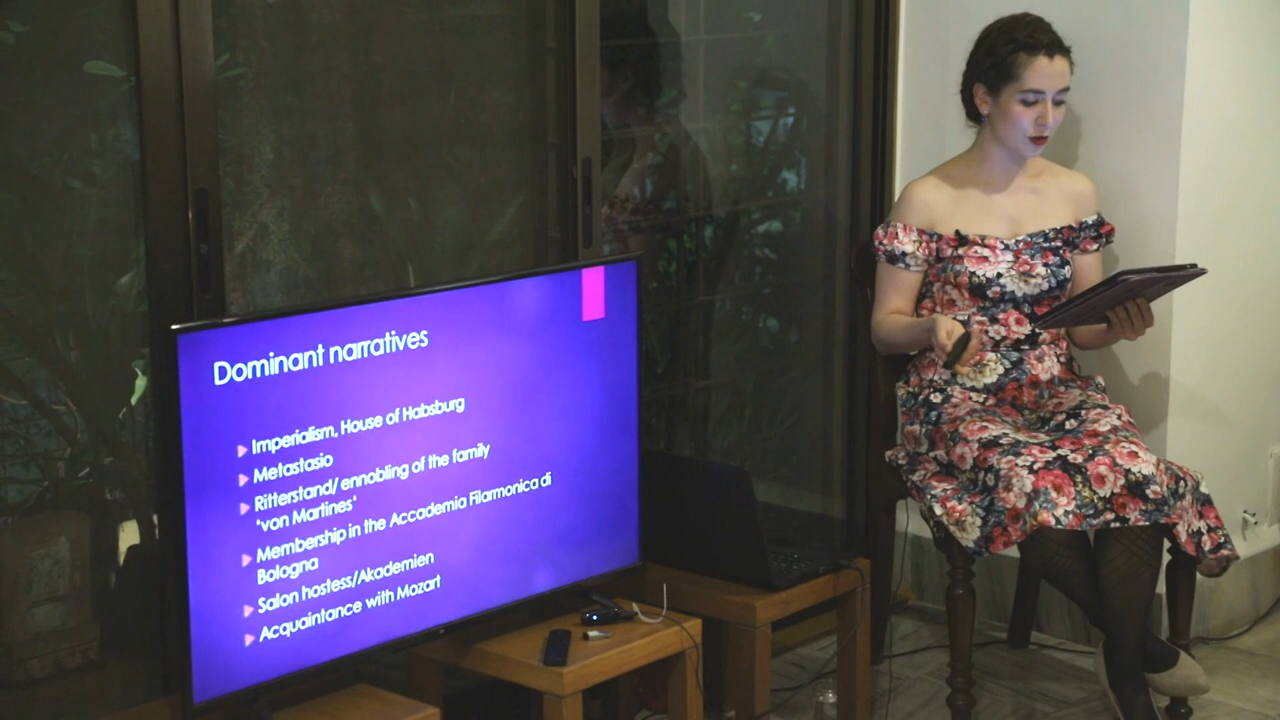 Dominant narratives
Imperialism, House of Habsburg
Metastasio
Ritterstand/ ennobling of the family
'von Martines'
Membership in the Accademia Filarmonica di
Bologna
Salon hostess/Akademien
Acquaintance with Mozart